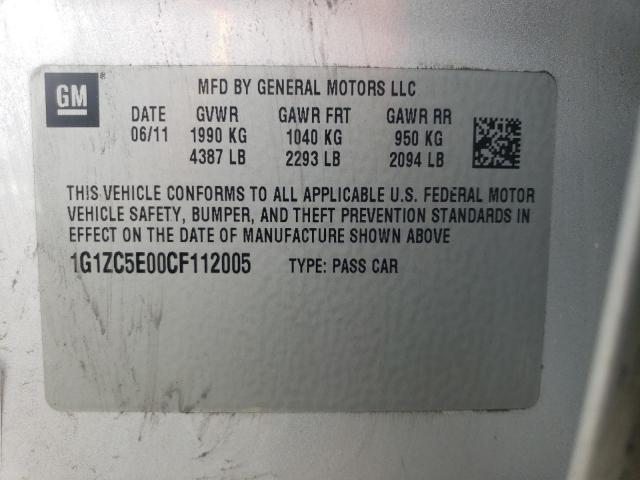 GM ®
MFD BY GENERAL MOTORS LLC
DATE GVWR GAWR FRT GAWR RR
06/11 1990 KG 1040 KG 950 KG
4387 LB 2293 LB 2094 LB
THIS VEHICLE CONFORMS TO ALL APPLICABLE U.S. FEDERAL MOTOR
VEHICLE SAFETY, BUMPER, AND THEFT PREVENTION STANDARDS IN
EFFECT ON THE DATE OF MANUFACTURE SHOWN ABOVE
1G1ZC5E00CF112005 TYPE: PASS CAR